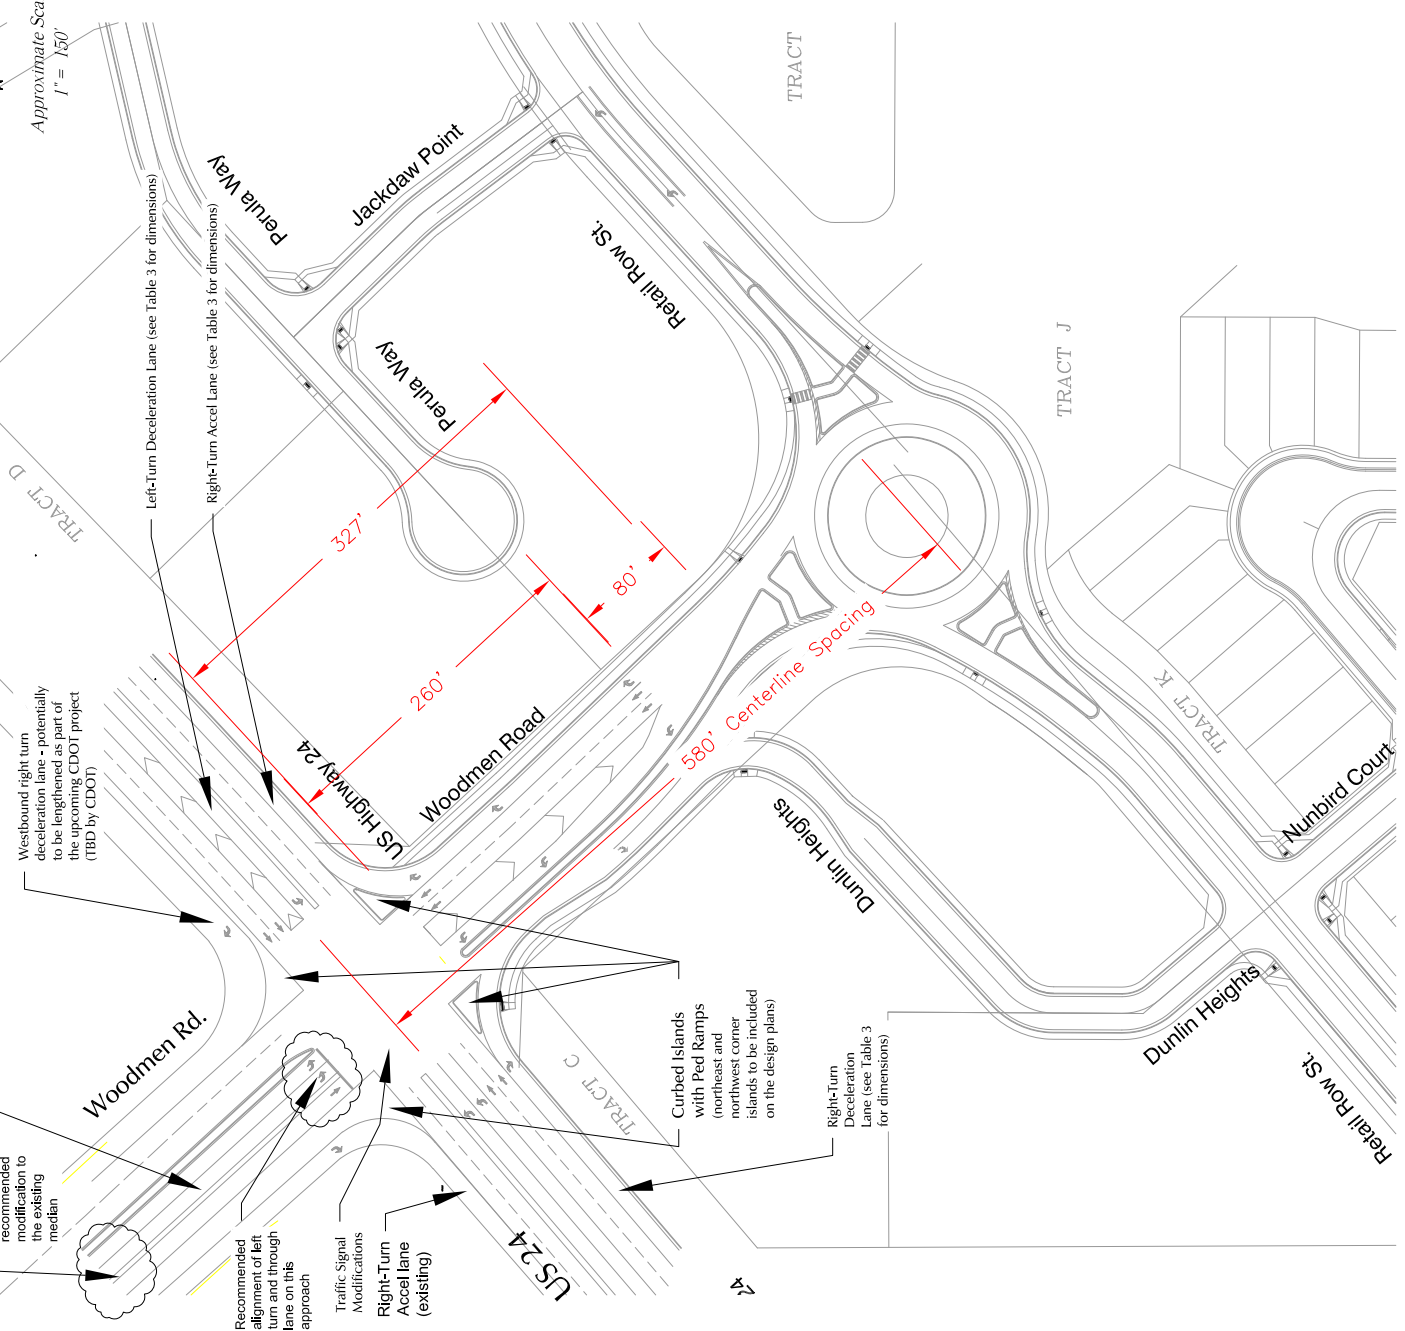 Approximate Sca
1" = 150'
Perula Way
Jackdaw Point
TRACT
Left-Turn Deceleration Lane (see Table 3 for dimensions)
Right-Turn Accel Lane (see Table 3 for dimensions)
Retail Row St.
Perula Way
TRACT J
TRACT D
327'
80'
260'
580' Centerline Spacing
Westbound right turn
deceleration lane - potentially
to be lengthened as part of
the upcoming CDOT project
(TBD by CDOT)
US Highway 24
Woodmen Road
TRACT K
Dunlin Heights
Nunbird Court
Woodmen Rd.
Curbed Islands
with Ped Ramps
(northeast and
northwest corner
islands to be included
on the design plans)
TRACT C
Dunlin Heights
Right-Turn
Deceleration
Lane (see Table 3
for dimensions)
Retail Row St.
recommended
modification to
the existing
median
Recommended
alignment of left
turn and through
lane on this
approach
Traffic Signal
Modifications
Right-Turn
Accel lane
(existing)
US 24
24